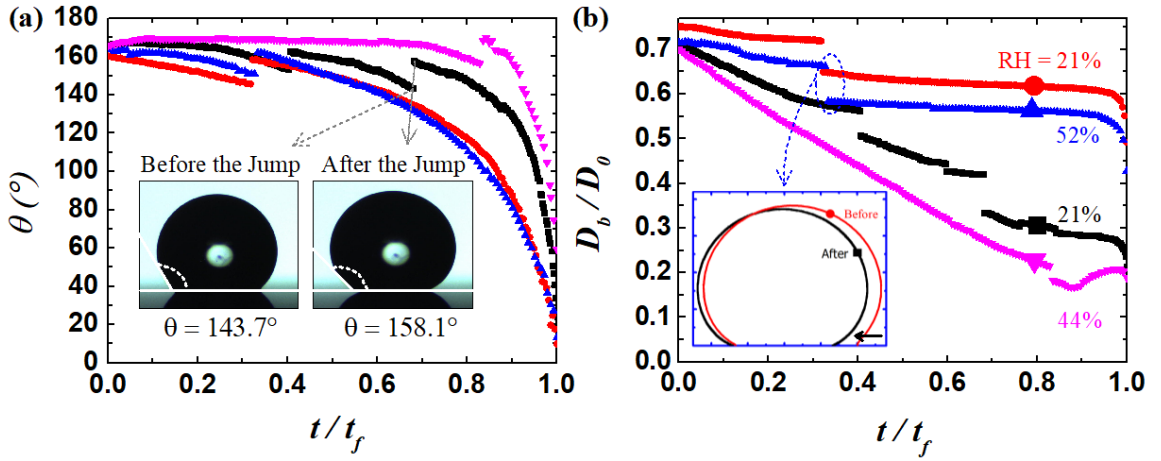 (a)
180
160
140
120
100
80
60
40
20
0
θ (°)
Before the Jump
After the Jump
θ = 143.7°
θ = 158.1°
0.0
0.2
0.4
0.6
0.8
1.0
t / t_f
(b)
0.7
0.6
0.5
0.4
0.3
0.2
0.1
0.0
D_b / D_0
RH = 21%
52%
21%
44%
Before
After
0.0
0.2
0.4
0.6
0.8
1.0
t / t_f